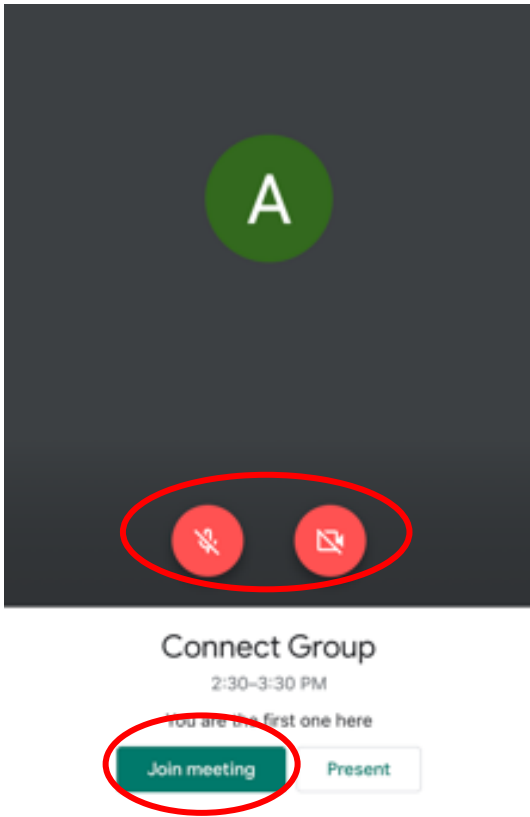 A
Connect Group
2:30–3:30 PM
You are the first one here
Join meeting
Present